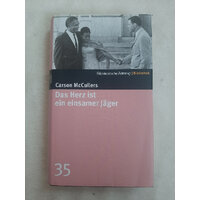 Süddeutsche Zeitung | Bibliothek
Carson McCullers
Das Herz ist
ein einsamer Jäger
35